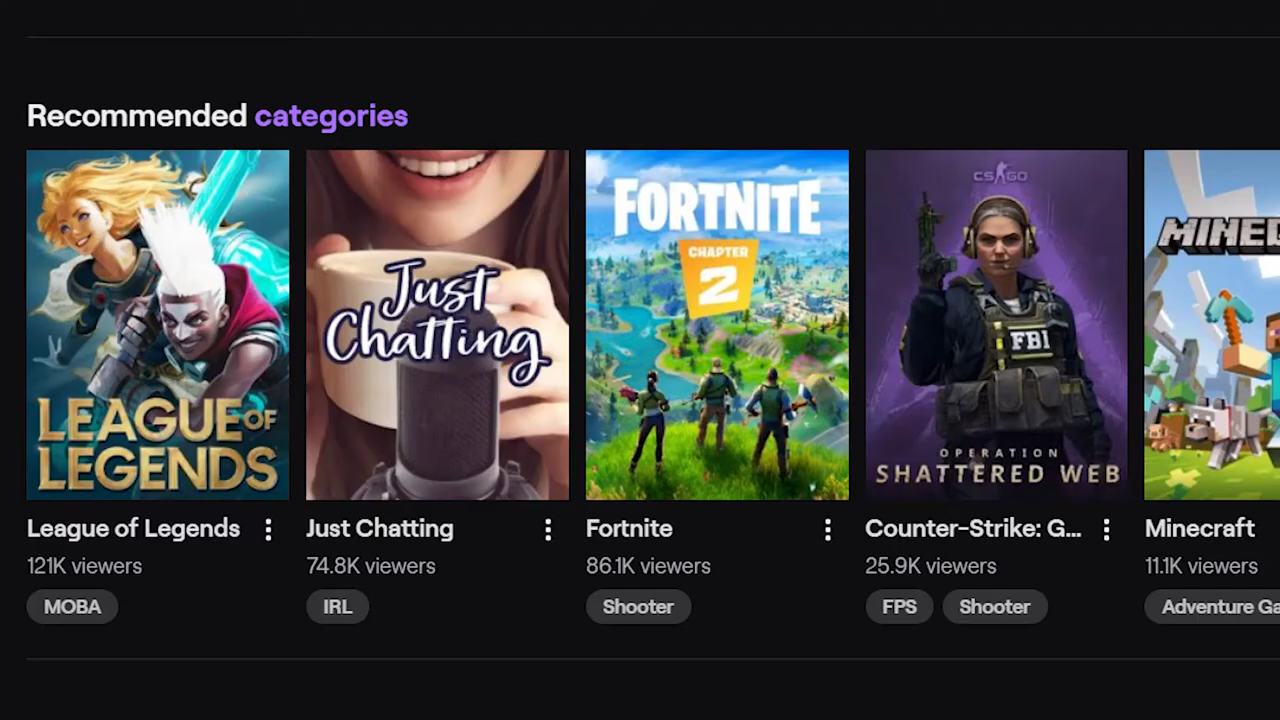 Recommended categories
LEAGUE OF
LEGENDS
Just
Chatting
FORTNITE
CHAPTER
2
CS GO
FBI
OPERATION
SHATTERED WEB
League of Legends
121K viewers
MOBA
Just Chatting
74.8K viewers
IRL
Fortnite
86.1K viewers
Shooter
Counter-Strike: G...
25.9K viewers
FPS Shooter
MINE
Minecraft
11.1K viewers
Adventure Ga